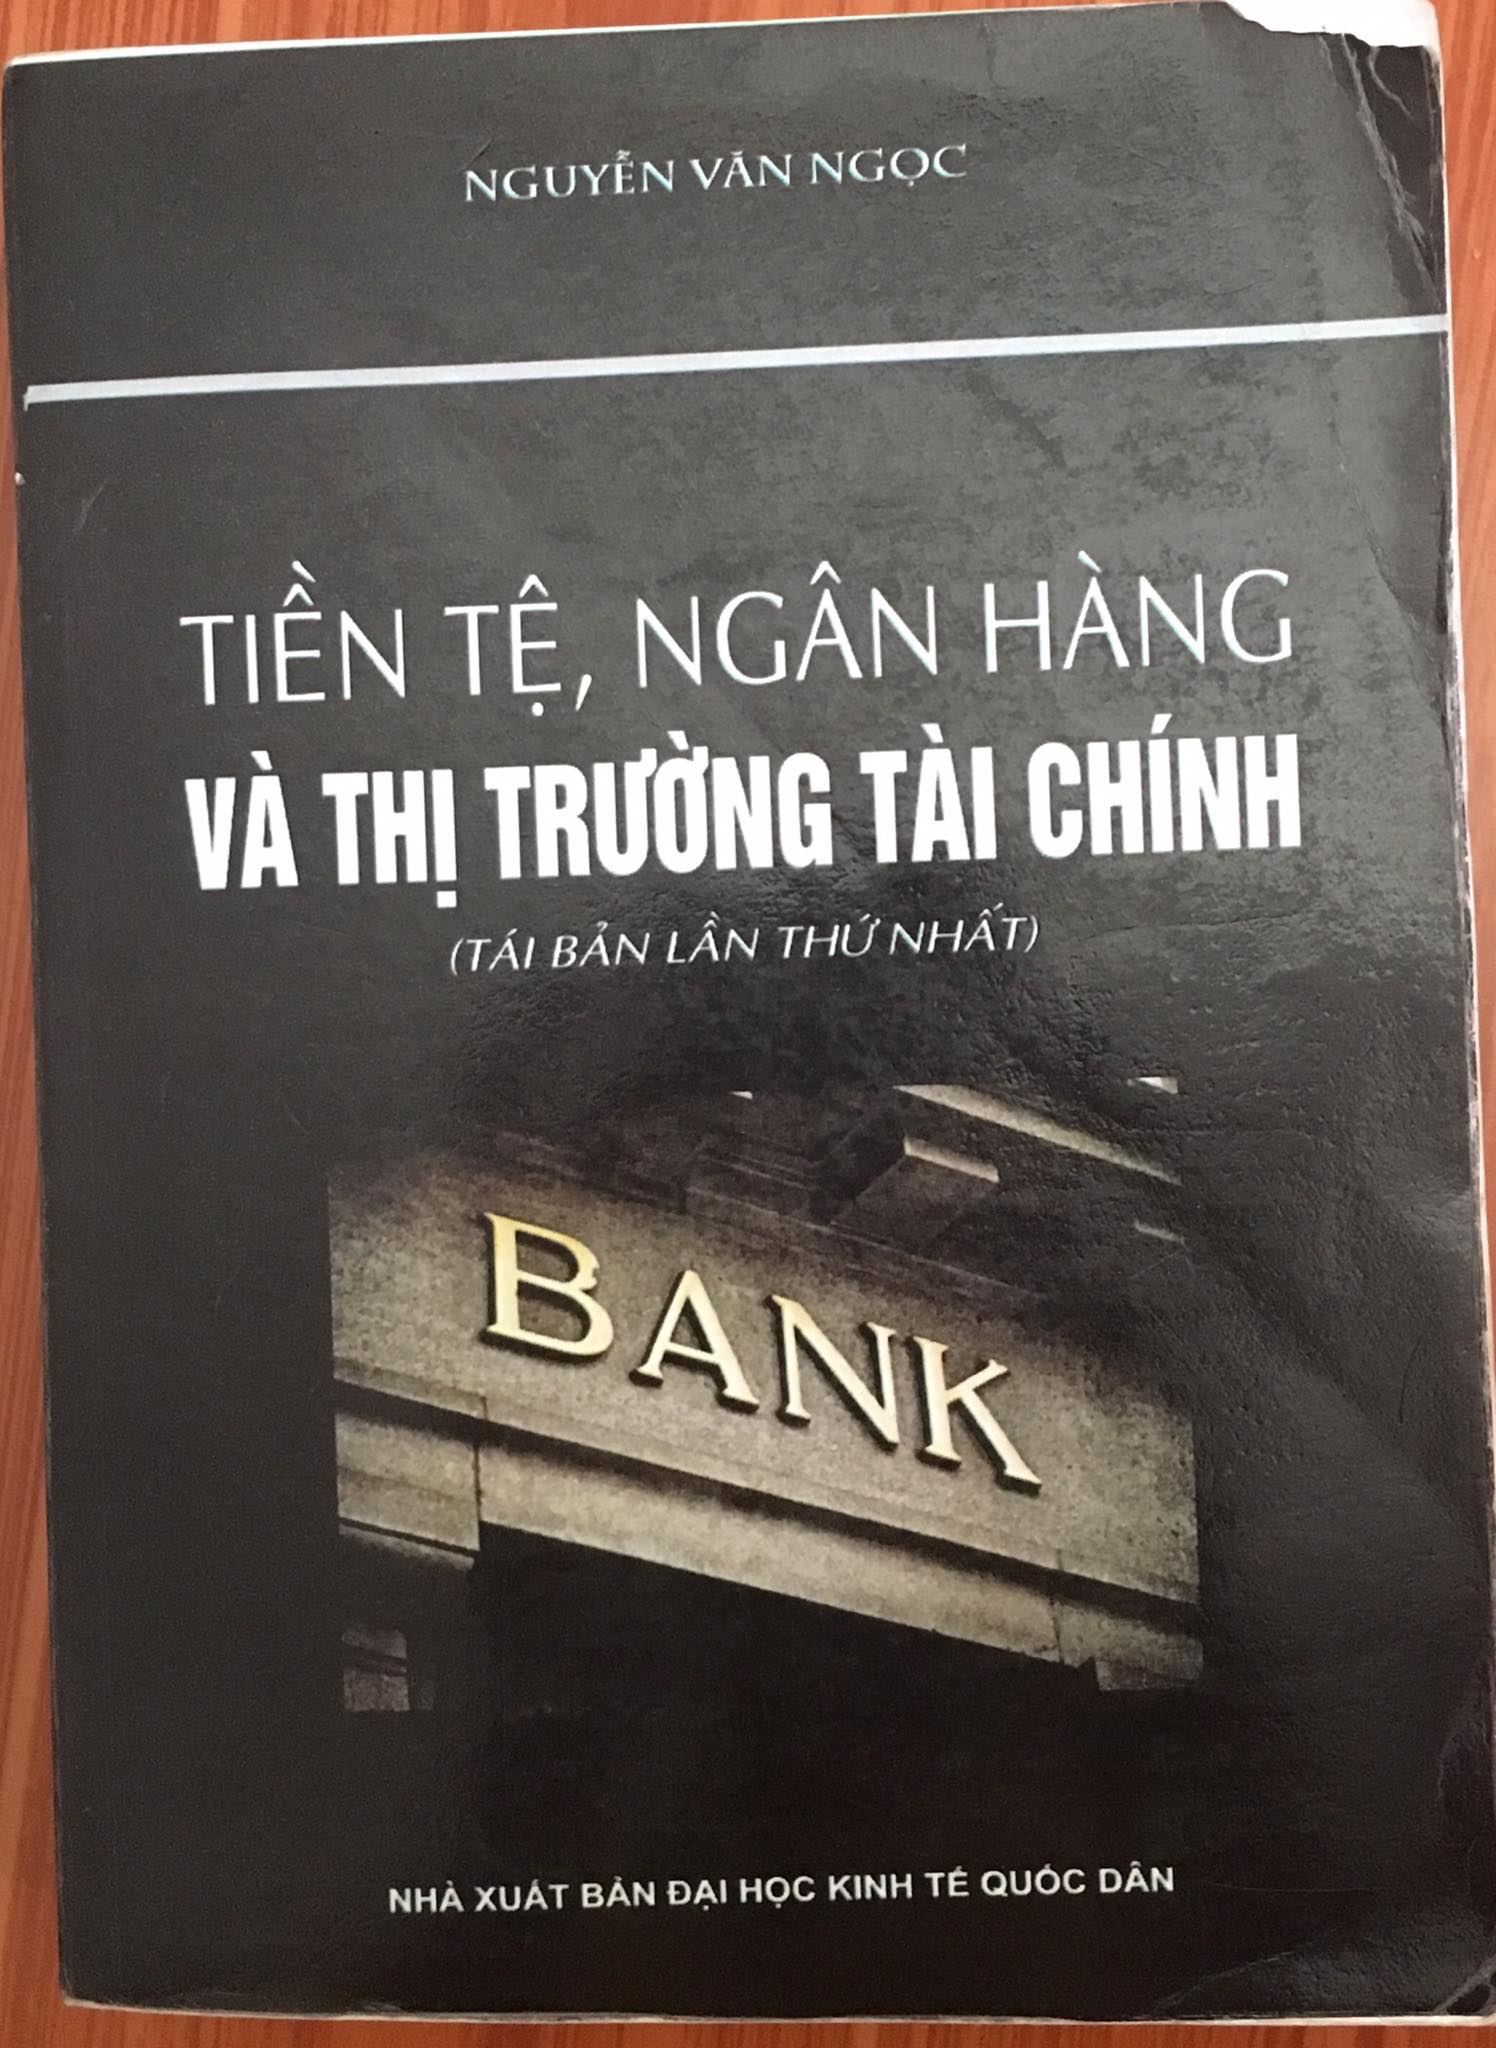 NGUYỄN VĂN NGỌC
TIỀN TỆ, NGÂN HÀNG
VÀ THỊ TRƯỜNG TÀI CHÍNH
(TÁI BẢN LẦN THỨ NHẤT)
BANK
NHÀ XUẤT BẢN ĐẠI HỌC KINH TẾ QUỐC DÂN